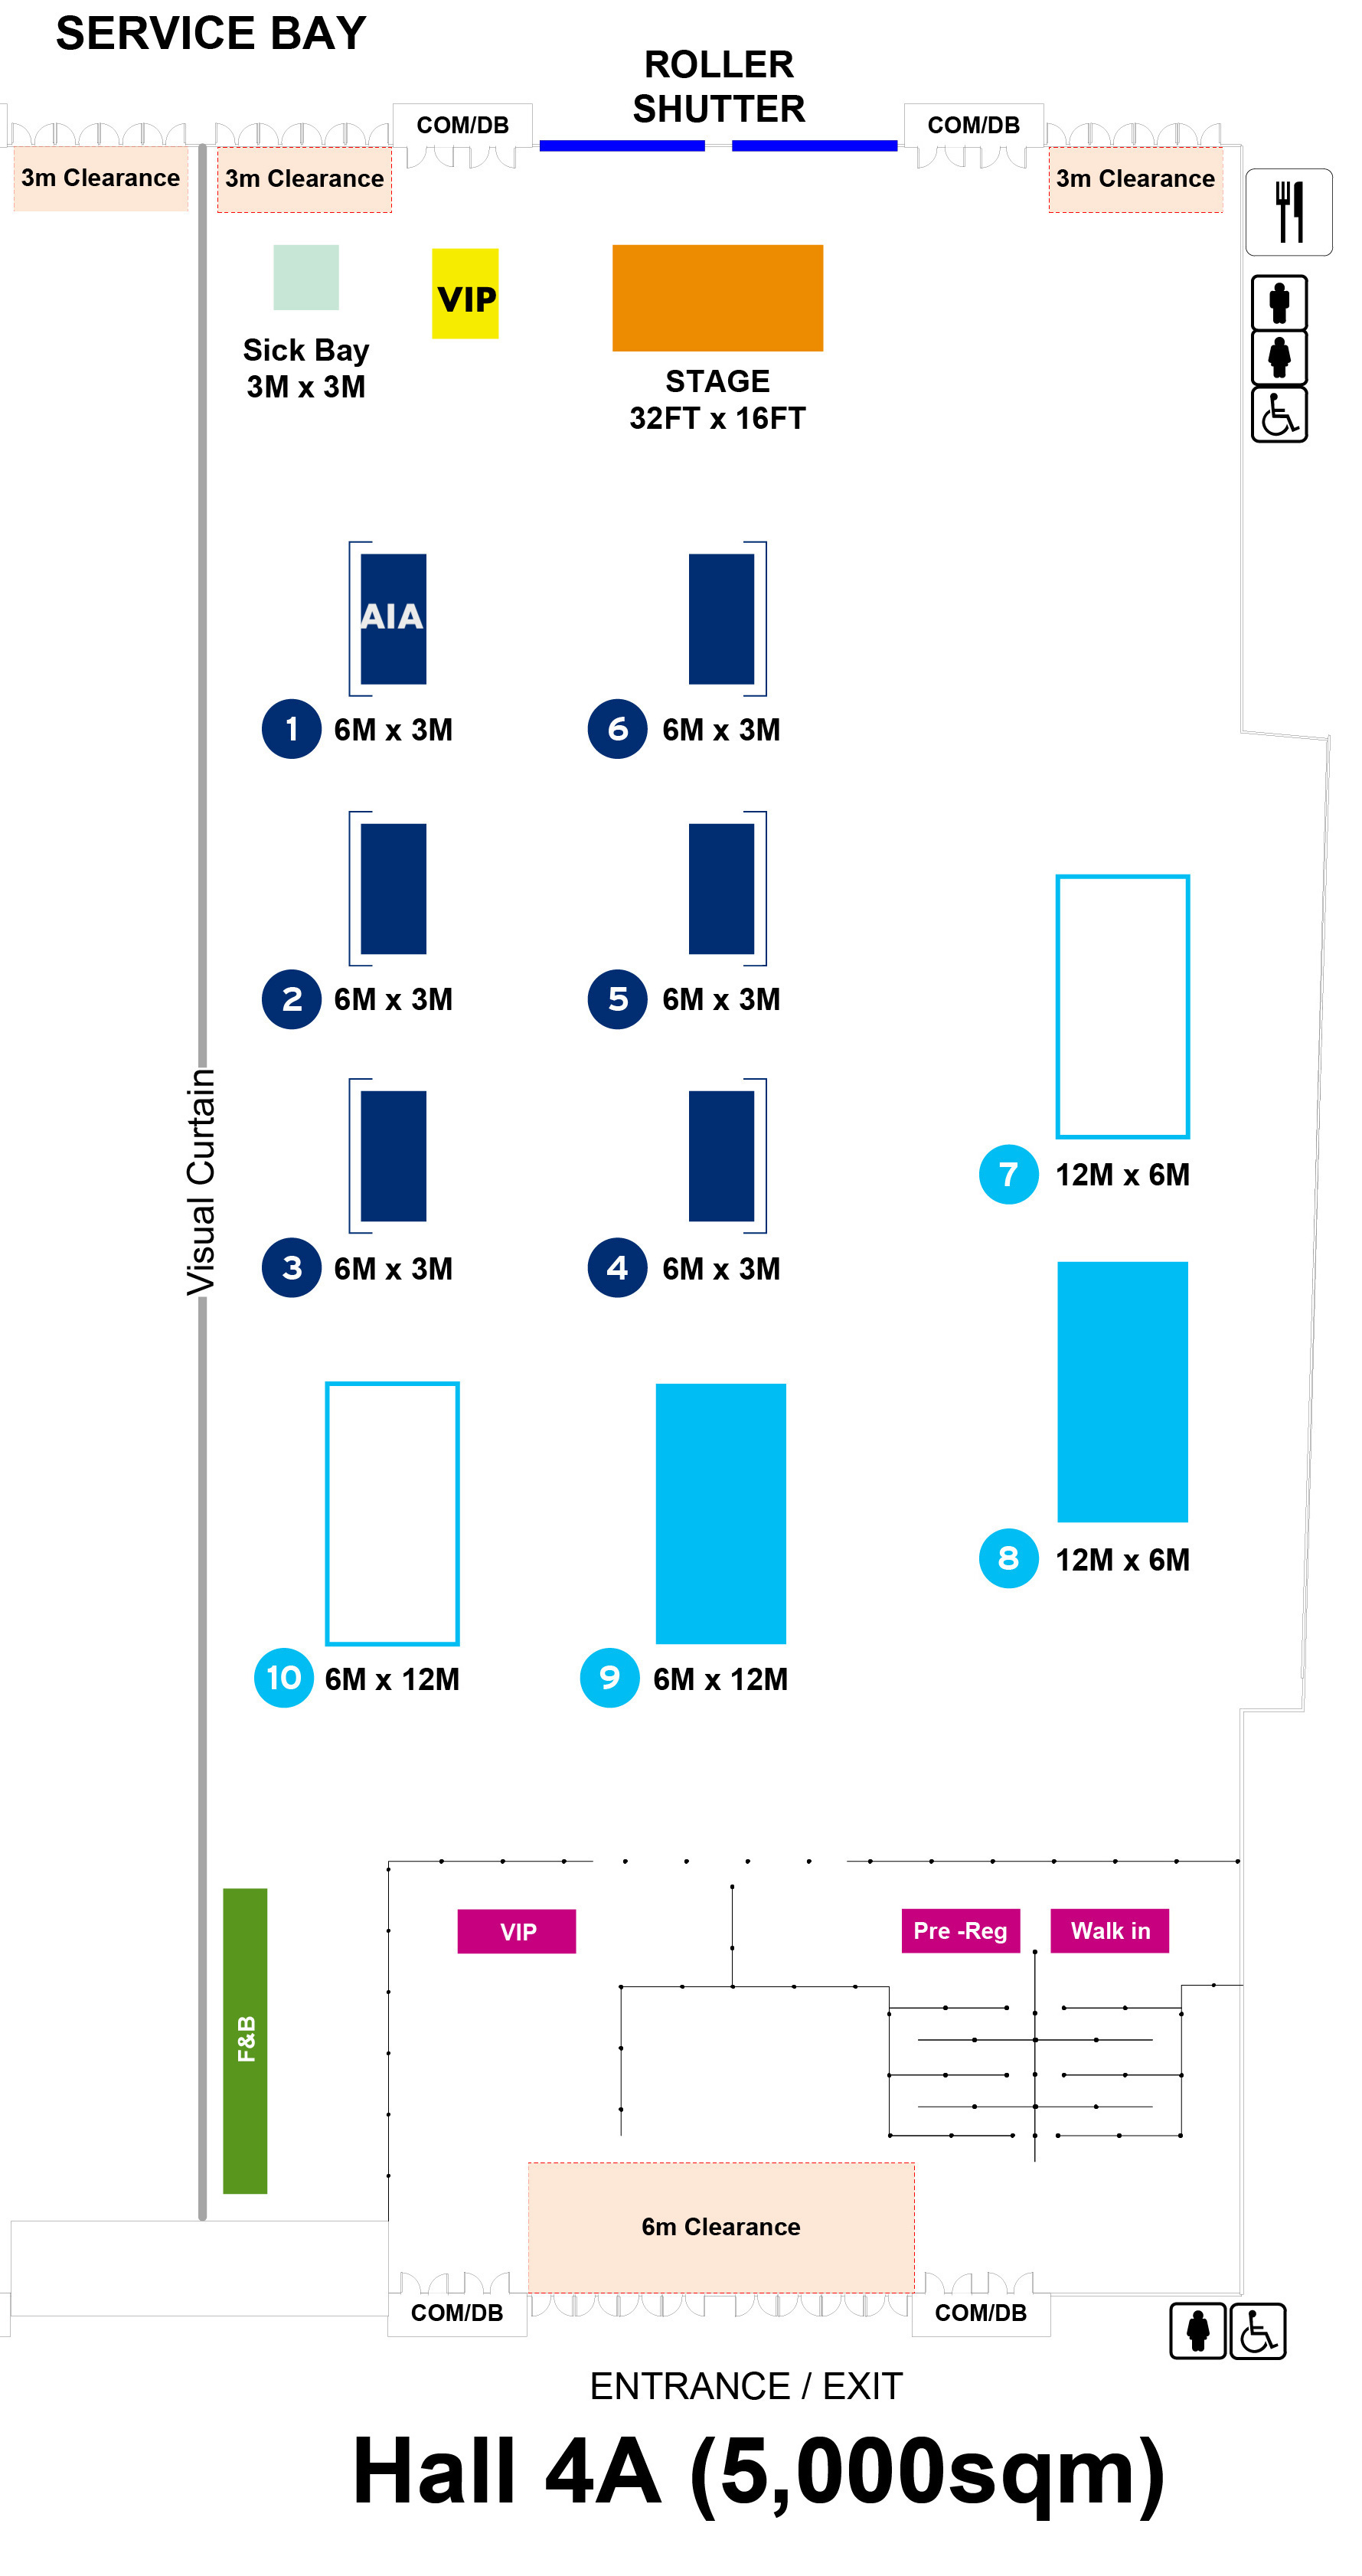 SERVICE BAY
ROLLER
SHUTTER
COM/DB
COM/DB
3m Clearance
3m Clearance
3m Clearance
VIP
Sick Bay
3M x 3M
STAGE
32FT x 16FT
AIA
1 6M x 3M
6 6M x 3M
2 6M x 3M
5 6M x 3M
Visual Curtain
7 12M x 6M
3 6M x 3M
4 6M x 3M
8 12M x 6M
10 6M x 12M
9 6M x 12M
VIP
Pre -Reg
Walk in
F&B
6m Clearance
COM/DB
COM/DB
ENTRANCE / EXIT
Hall 4A (5,000sqm)